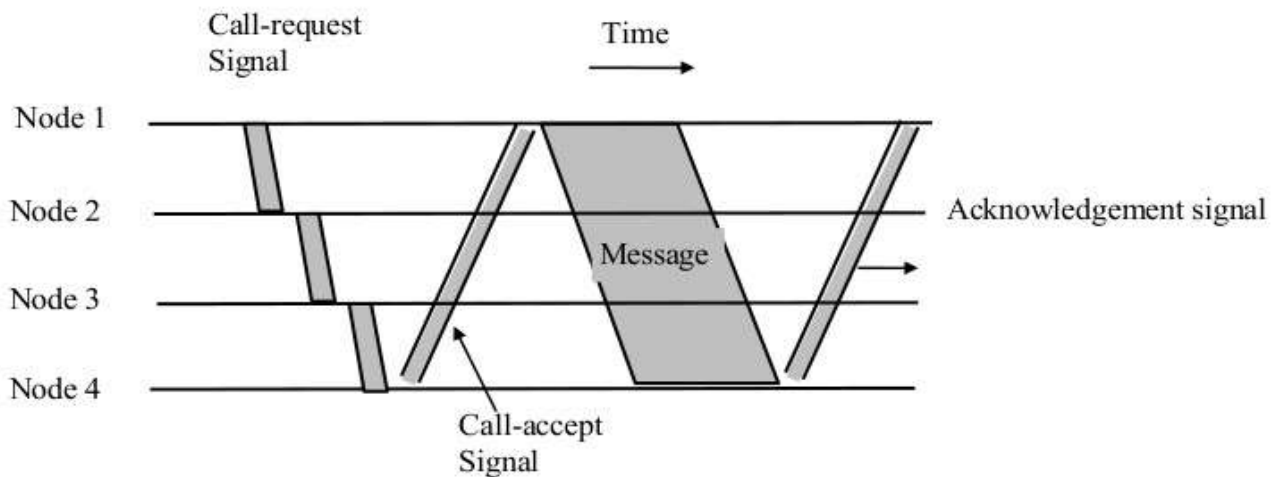 Call-request
Signal
Time
Node 1
Node 2
Acknowledgement signal
Message
Node 3
Node 4
Call-accept
Signal